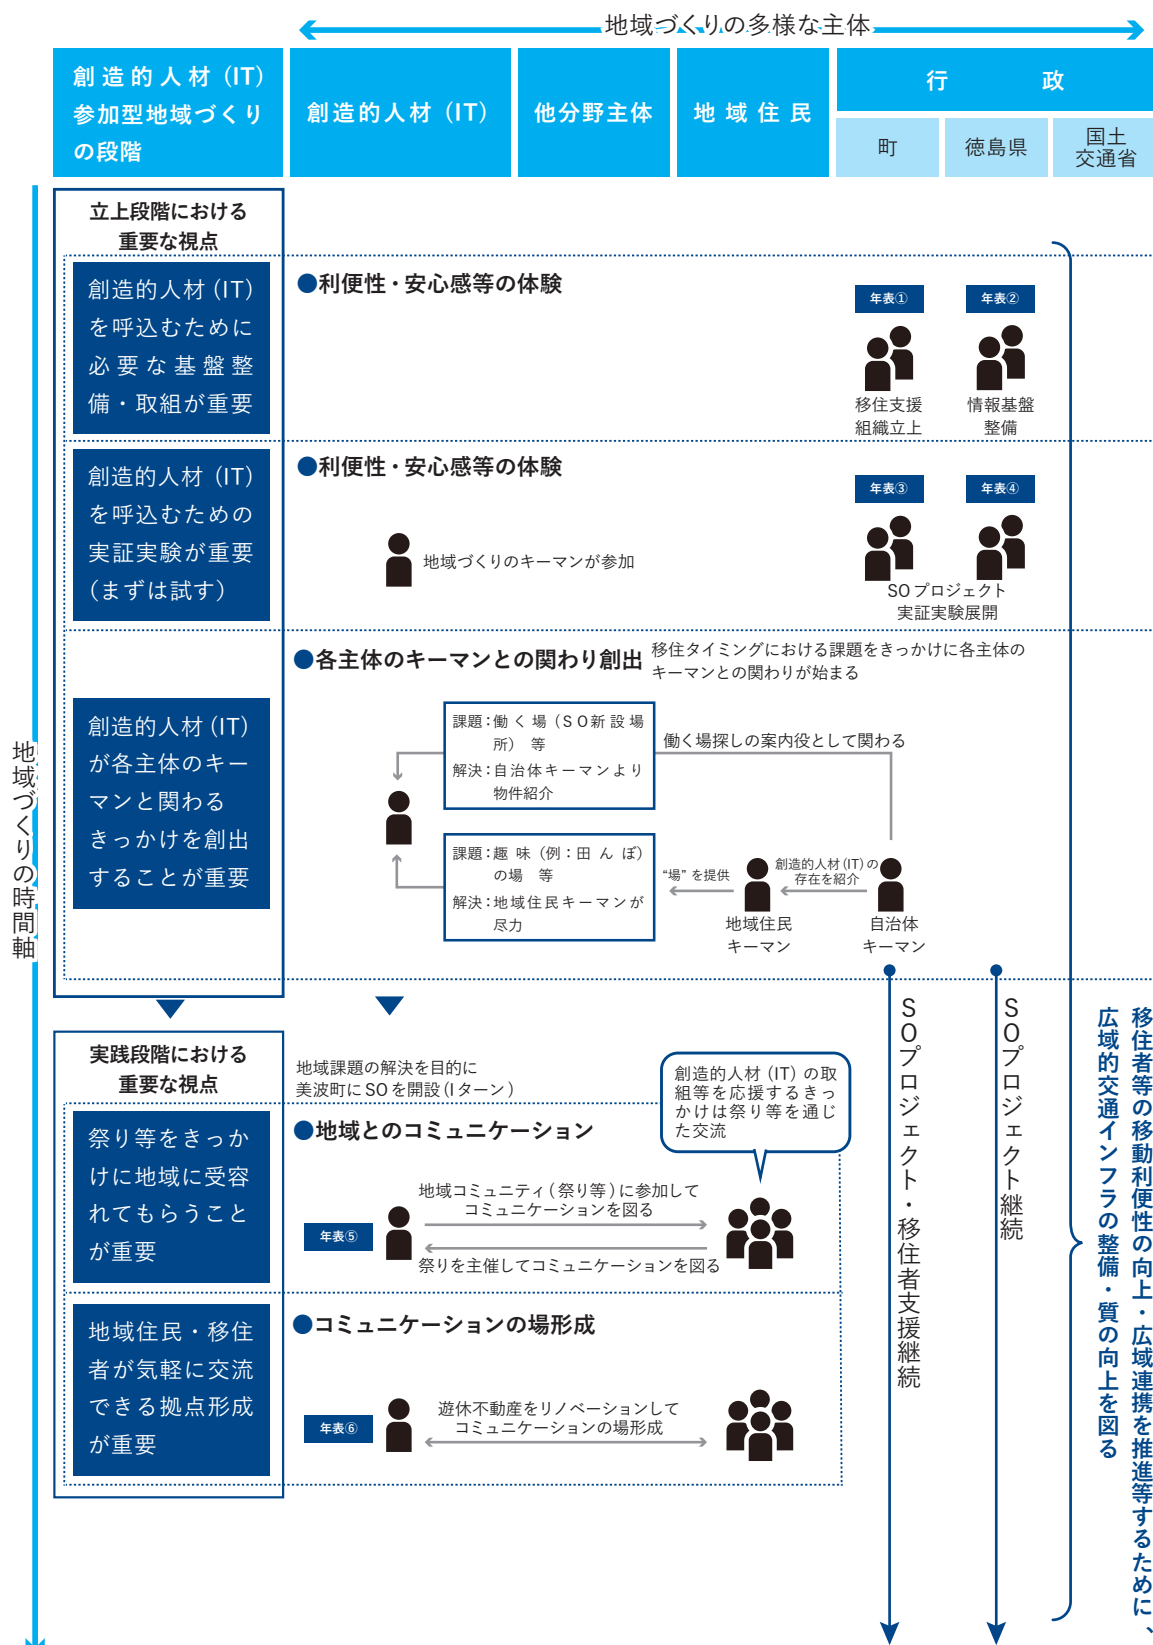 地域づくりの多様な主体
創造的人材（IT）
参加型地域づくり
の段階
創造的人材（IT）
他分野主体
地域住民
行政
町
徳島県
国土
交通省
地域づくりの時間軸
立上段階における
重要な視点
創造的人材（IT）
を呼込むために
必要な基盤整
備・取組が重要
●利便性・安心感等の体験
年表①
移住支援
組織立上
年表②
情報基盤
整備
創造的人材（IT）
を呼込むための
実証実験が重要
（まずは試す）
●利便性・安心感等の体験
地域づくりのキーマンが参加
年表③
年表④
SOプロジェクト
実証実験展開
創造的人材（IT）
が各主体のキー
マンと関わる
きっかけを創出
することが重要
●各主体のキーマンとの関わり創出
移住タイミングにおける課題をきっかけに各主体の
キーマンとの関わりが始まる
課題：働く場（SO新設場
所） 等
解決：自治体キーマンより
物件紹介
働く場探しの案内役として関わる
課題：趣味（例：田んぼ）
の場 等
解決：地域住民キーマンが
尽力
“場”を提供
創造的人材（IT）の
存在を紹介
地域住民
キーマン
自治体
キーマン
実践段階における
重要な視点
地域課題の解決を目的に
美波町にSOを開設（Iターン）
創造的人材（IT）の取
組等を応援するきっ
かけは祭り等を通じ
た交流
祭り等をきっか
けに地域に受容
れてもらうこと
が重要
●地域とのコミュニケーション
年表⑤
地域コミュニティ（祭り等）に参加して
コミュニケーションを図る
祭りを主催してコミュニケーションを図る
地域住民・移住
者が気軽に交流
できる拠点形成
が重要
●コミュニケーションの場形成
年表⑥
遊休不動産をリノベーションして
コミュニケーションの場形成
SOプロジェクト・移住者支援継続
SOプロジェクト継続
移住者等の移動利便性の向上・広域連携を推進等するために、
広域的交通インフラの整備・質の向上を図る